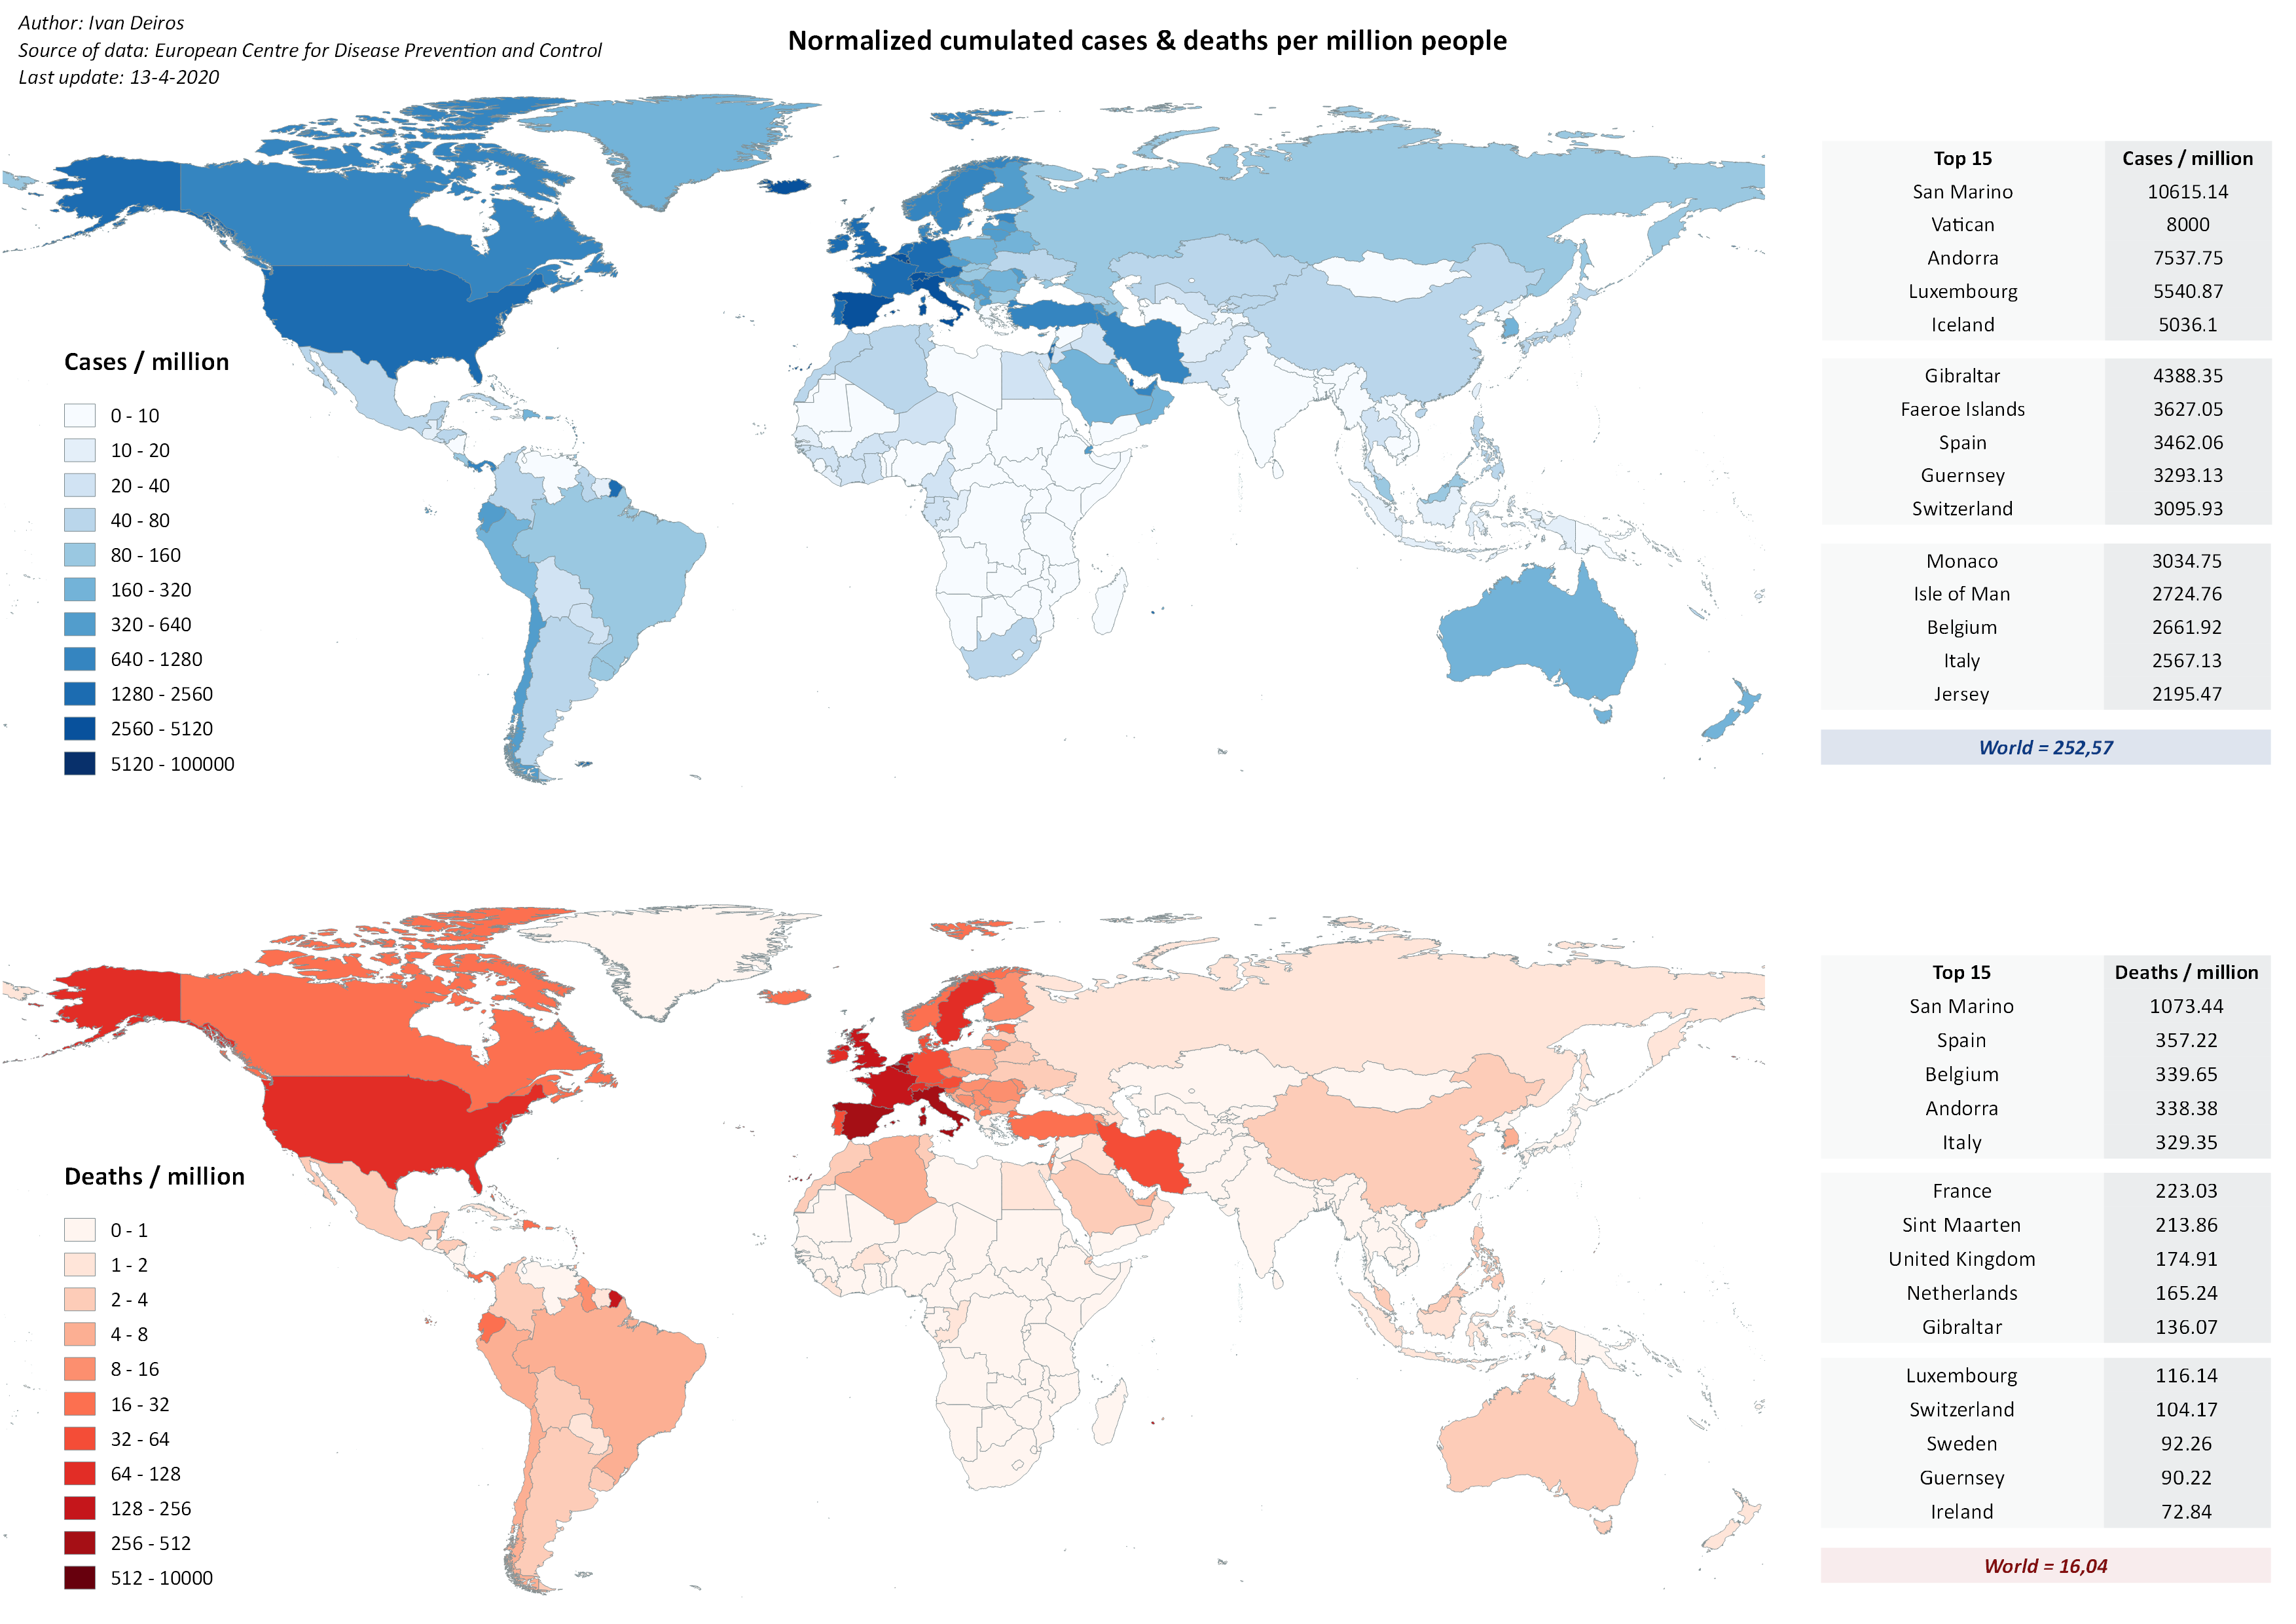 Author: Ivan Deiros
Source of data: European Centre for Disease Prevention and Control
Last update: 13-4-2020
Normalized cumulated cases & deaths per million people
Cases / million
0 - 10
10 - 20
20 - 40
40 - 80
80 - 160
160 - 320
320 - 640
640 - 1280
1280 - 2560
2560 - 5120
5120 - 100000
Top 15 Cases / million
San Marino 10615.14
Vatican 8000
Andorra 7537.75
Luxembourg 5540.87
Iceland 5036.1
Gibraltar 4388.35
Faeroe Islands 3627.05
Spain 3462.06
Guernsey 3293.13
Switzerland 3095.93
Monaco 3034.75
Isle of Man 2724.76
Belgium 2661.92
Italy 2567.13
Jersey 2195.47
World = 252,57
Deaths / million
0 - 1
1 - 2
2 - 4
4 - 8
8 - 16
16 - 32
32 - 64
64 - 128
128 - 256
256 - 512
512 - 10000
Top 15 Deaths / million
San Marino 1073.44
Spain 357.22
Belgium 339.65
Andorra 338.38
Italy 329.35
France 223.03
Sint Maarten 213.86
United Kingdom 174.91
Netherlands 165.24
Gibraltar 136.07
Luxembourg 116.14
Switzerland 104.17
Sweden 92.26
Guernsey 90.22
Ireland 72.84
World = 16,04